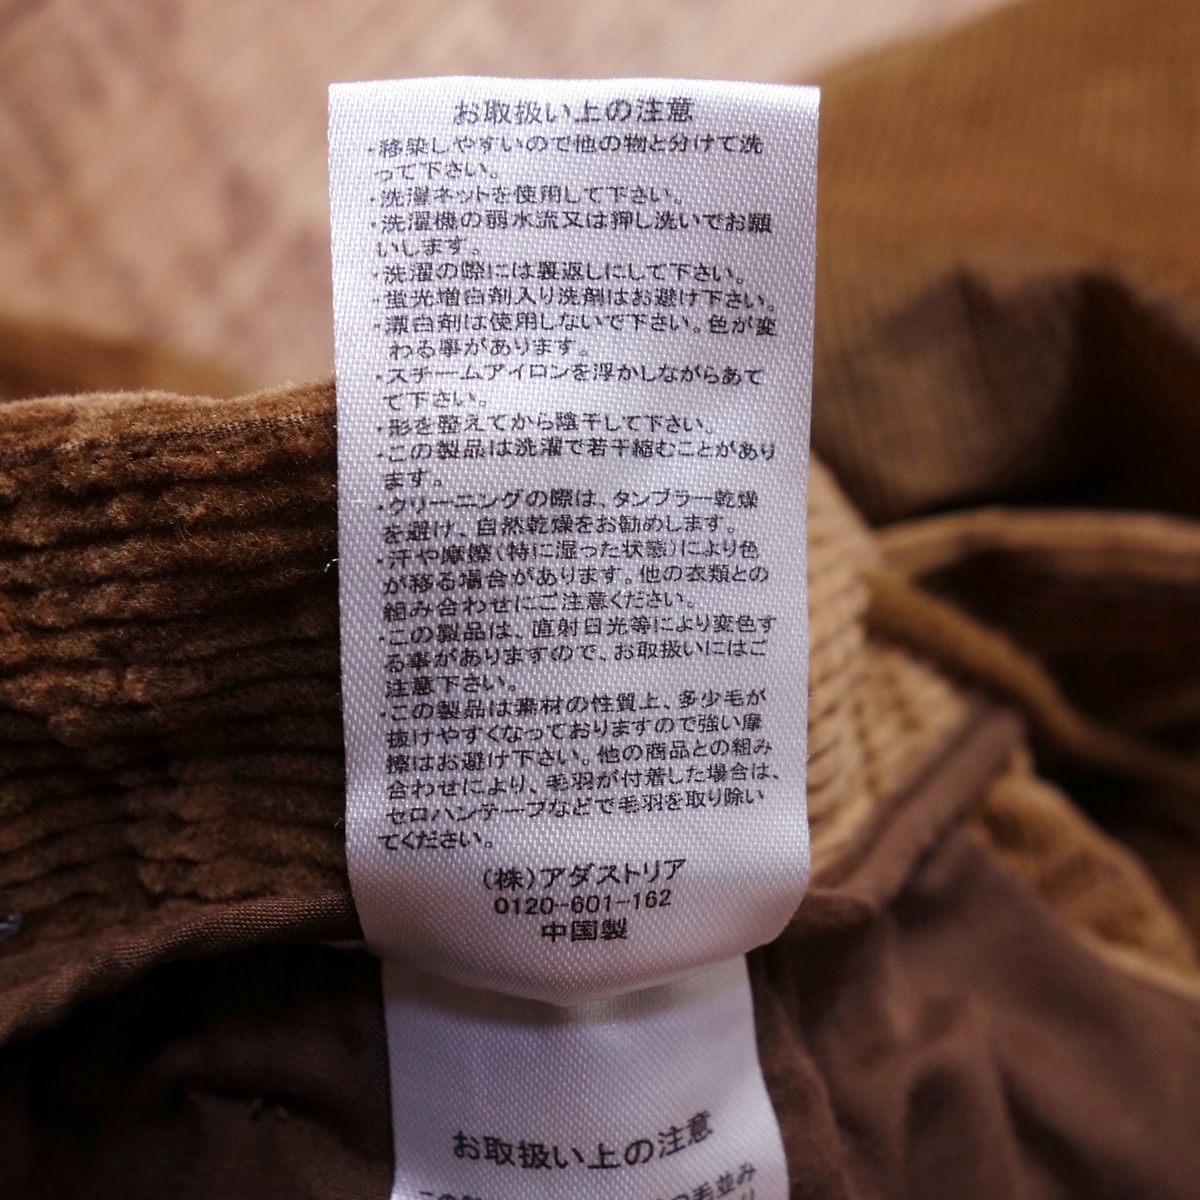 お取扱い上の注意
・移染しやすいので他の物と分けて洗
って下さい。
・洗濯ネットを使用して下さい。
・洗濯機の弱水流又は押し洗いでお願
いします。
・洗濯の際には裏返しにして下さい。
・蛍光増白剤入り洗剤はお避け下さい。
・漂白剤は使用しないで下さい。色が変
わる事があります。
・スチームアイロンを浮かしながらあて
て下さい。
・形を整えてから陰干して下さい。
・この製品は洗濯で若干縮むことがあり
ます。
・クリーニングの際は、タンブラー乾燥
を避け、自然乾燥をお勧めします。
・汗や摩擦(特に湿った状態)により色
が移る場合があります。他の衣類との
組み合わせにご注意ください。
・この製品は、直射日光等により変色す
る事がありますので、お取扱いにはご
注意下さい。
・この製品は素材の性質上、多少毛が
抜けやすくなっておりますので強い摩
擦はお避け下さい。他の商品との組み
合わせにより、毛羽が付着した場合は、
セロハンテープなどで毛羽を取り除い
てください。
(株)アダストリア
0120-601-162
中国製
お取扱い上の注意
の毛並み